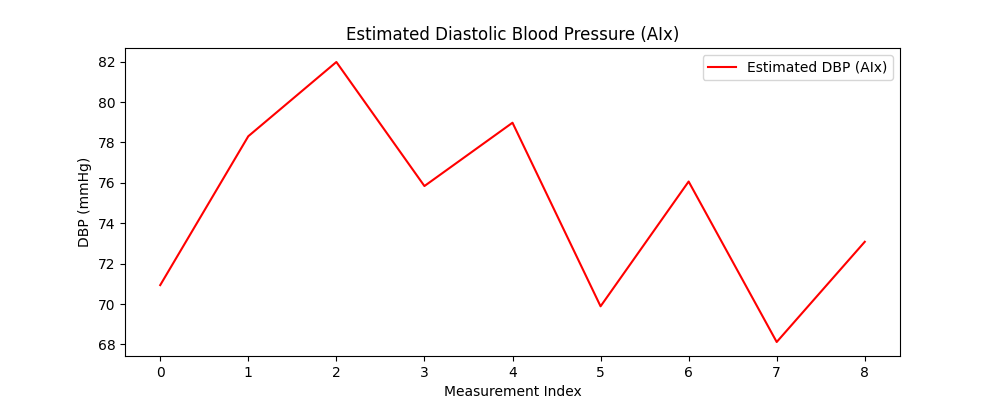 Estimated Diastolic Blood Pressure (AIx)
Estimated DBP (AIx)
DBP (mmHg)
82
80
78
76
74
72
70
68
0 1 2 3 4 5 6 7 8
Measurement Index